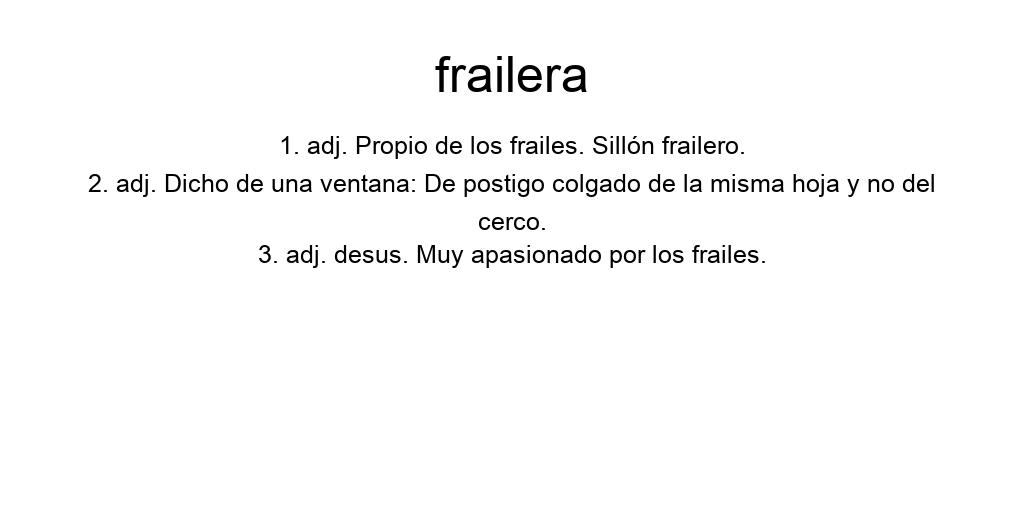 frailera
1. adj. Propio de los frailes. Sillón frailero.
2. adj. Dicho de una ventana: De postigo colgado de la misma hoja y no del
cerco.
3. adj. desus. Muy apasionado por los frailes.